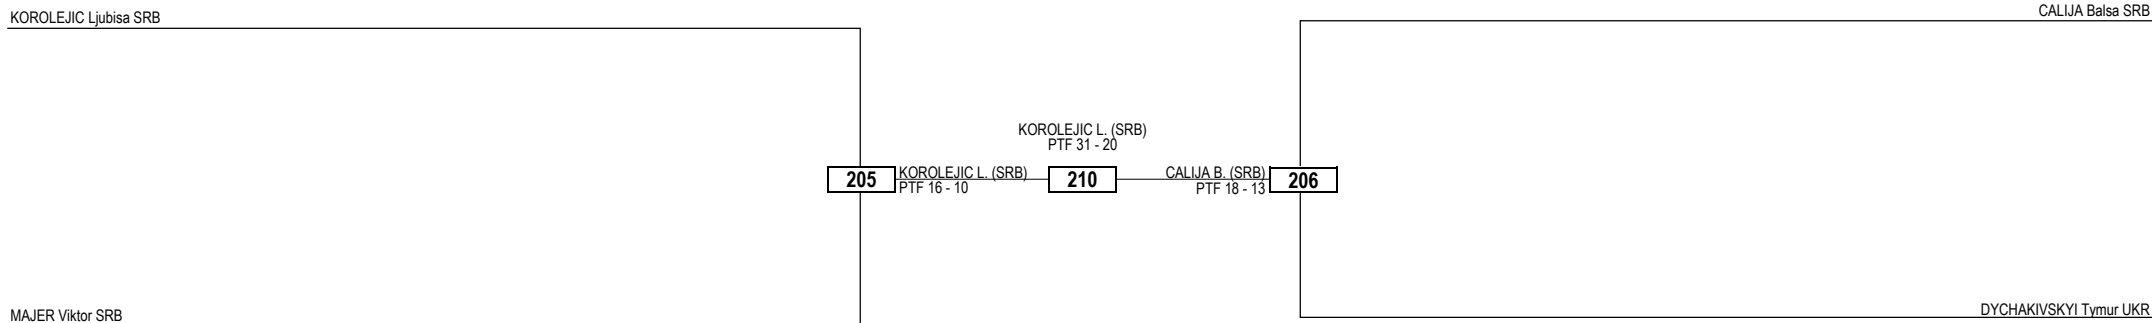 KOROLEJIC Ljubisa SRB
CALIJA Balsa SRB
KOROLEJIC L. (SRB)
PTF 31 - 20
205
KOROLEJIC L. (SRB)
PTF 16 - 10
210
CALIJA B. (SRB)
PTF 18 - 13
206
MAJER Viktor SRB
DYCHAKIVSKYI Tymur UKR